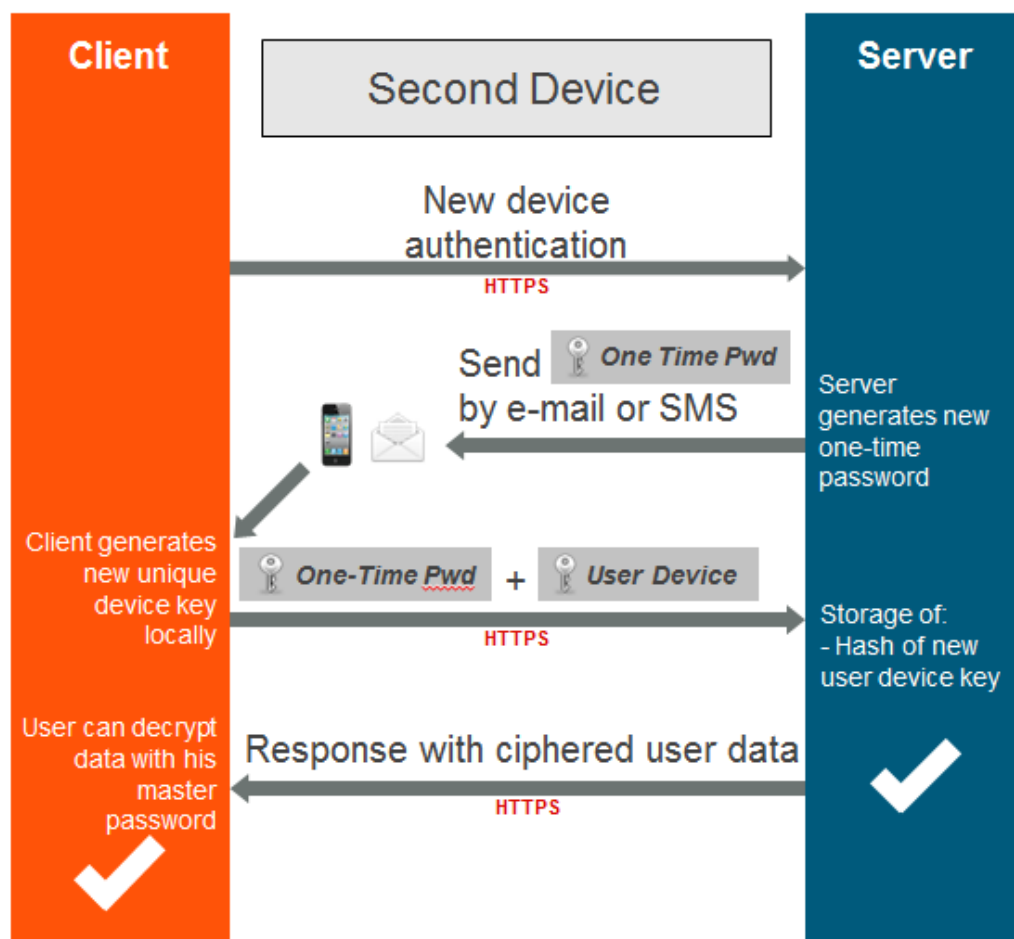 Client
Second Device
Server
New device
authentication
HTTPS
Send One Time Pwd
by e-mail or SMS
Server
generates new
one-time
password
Client generates
new unique
device key
locally
One-Time Pwd + User Device
HTTPS
Storage of:
- Hash of new
user device key
User can decrypt
data with his
master
password
Response with ciphered user data
HTTPS